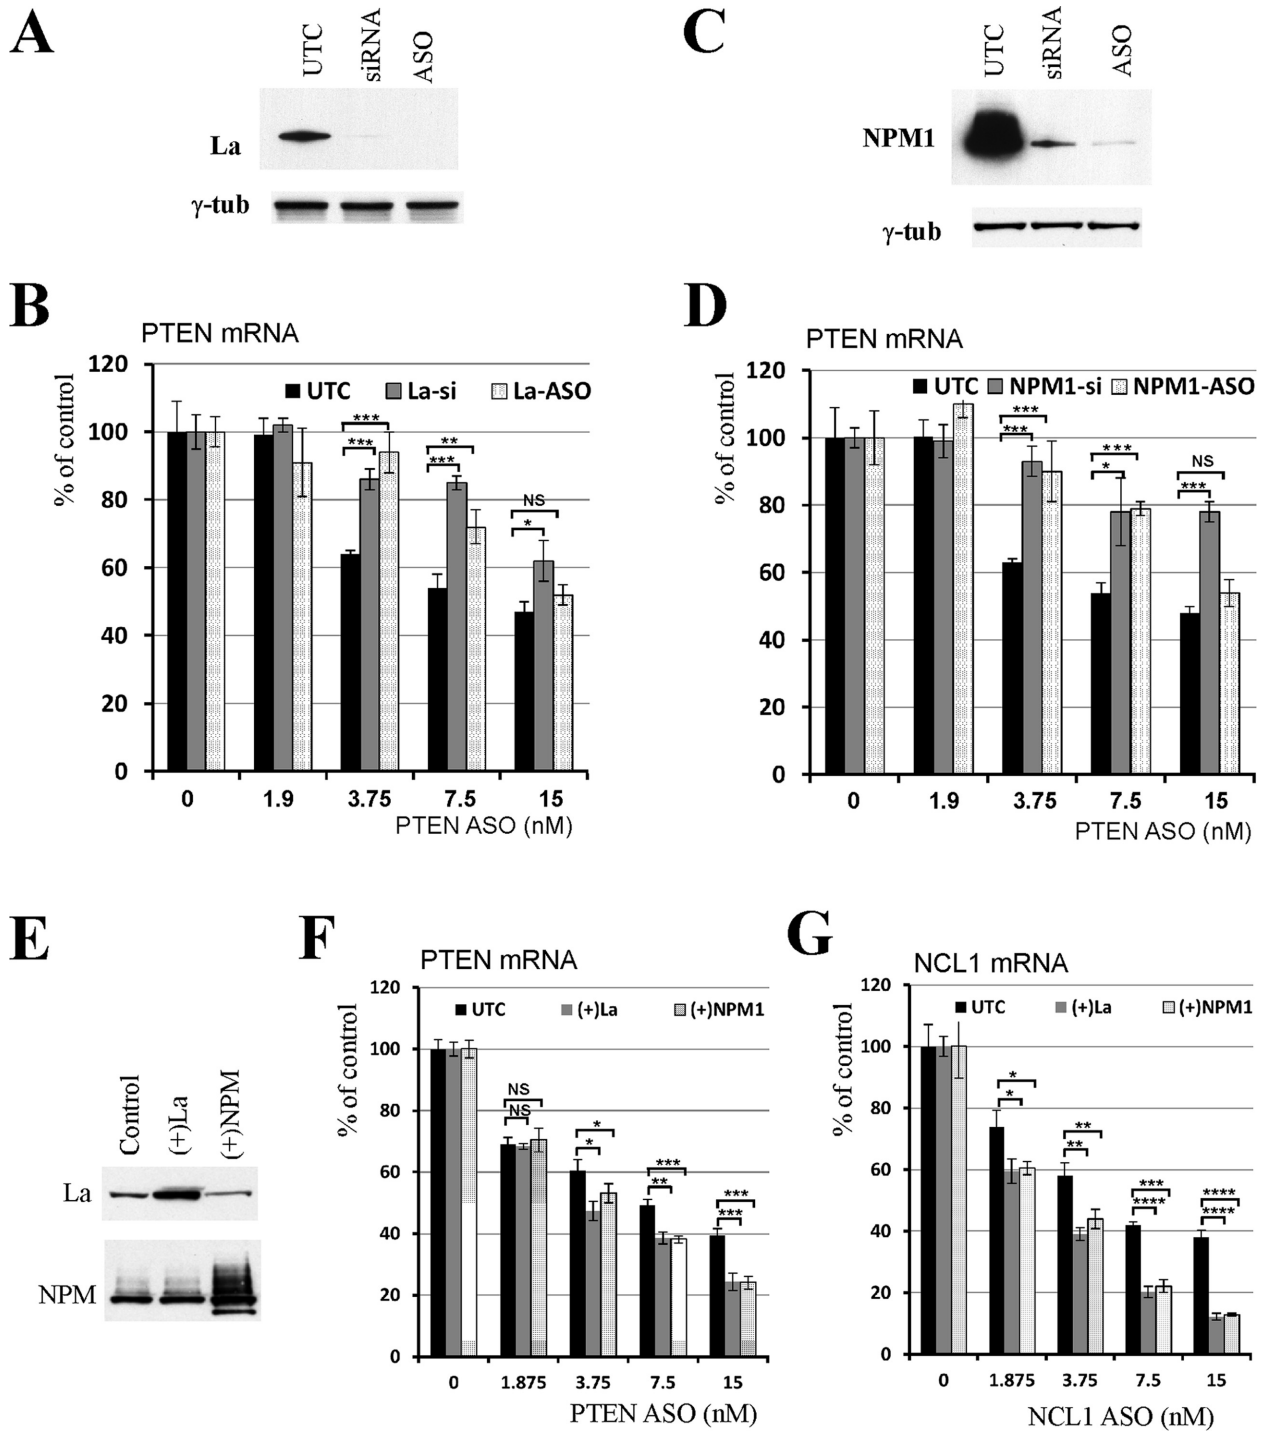 A
UTC
siRNA
ASO
La
γ-tub
C
UTC
siRNA
ASO
NPM1
γ-tub
B
PTEN mRNA
% of control
120
100
80
60
40
20
0
UTC La-si La-ASO
*** *** *** ** NS *
0 1.9 3.75 7.5 15
PTEN ASO (nM)
D
PTEN mRNA
% of control
120
100
80
60
40
20
0
UTC NPM1-si NPM1-ASO
*** *** *** * NS ***
0 1.9 3.75 7.5 15
PTEN ASO (nM)
E
Control
(+)La
(+)NPM
La
NPM
F
PTEN mRNA
% of control
120
100
80
60
40
20
0
UTC (+)La (+)NPM1
NS NS * * *** ** *** ***
0 1.875 3.75 7.5 15
PTEN ASO (nM)
G
NCL1 mRNA
% of control
120
100
80
60
40
20
0
UTC (+)La (+)NPM1
* * ** ** *** **** **** ****
0 1.875 3.75 7.5 15
NCL1 ASO (nM)